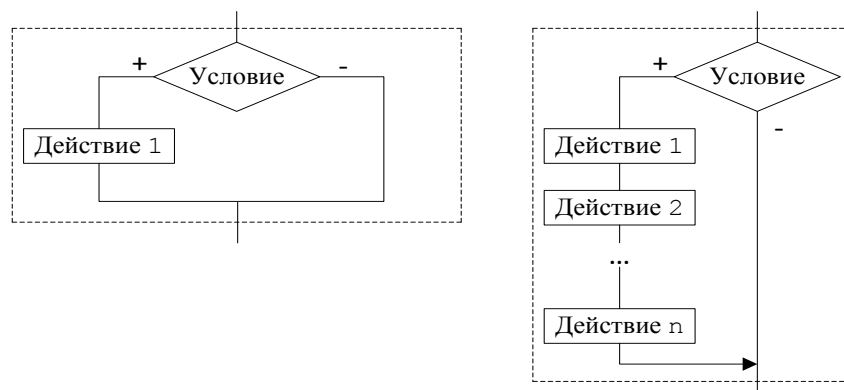 Условие
+
-
Действие 1
Условие
+
-
Действие 1
Действие 2
...
Действие n